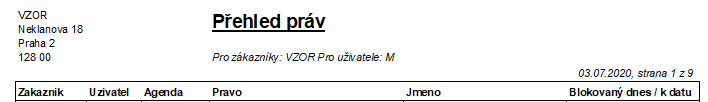 VZOR
Neklanova 18
Praha 2
128 00
Přehled práv
Pro zákazníky: VZOR Pro uživatele: M
03.07.2020, strana 1 z 9
Zakaznik Uzivatel Agenda Pravo Jmeno Blokovaný dnes / k datu